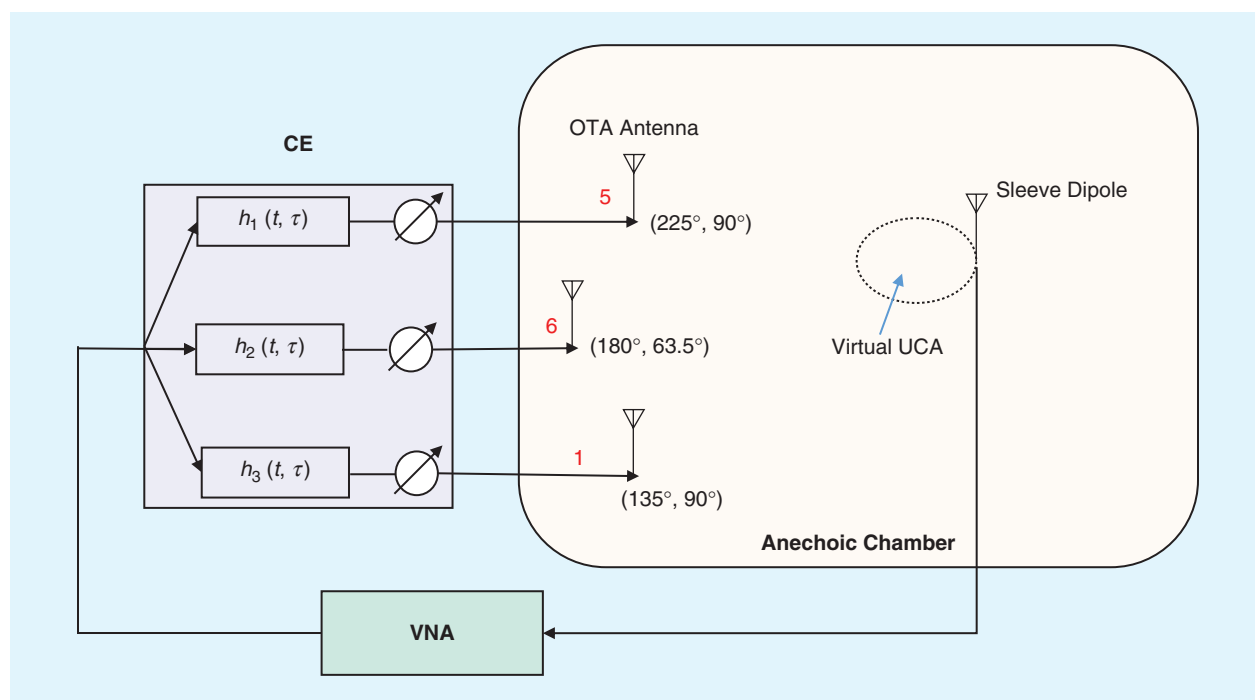 CE
OTA Antenna
h1 (t, τ)
5
(225°, 90°)
Sleeve Dipole
h2 (t, τ)
6
(180°, 63.5°)
Virtual UCA
h3 (t, τ)
1
(135°, 90°)
Anechoic Chamber
VNA